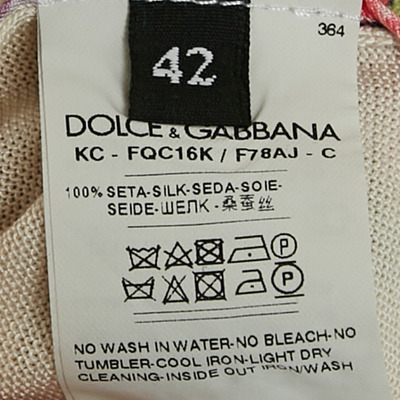 364
42
DOLCE & GABBANA
KC - FQC16K / F78AJ - C
100% SETA-SILK-SEDA-SOIE-
SEIDE-ШЕЛК - 桑蚕丝
P
P
NO WASH IN WATER-NO BLEACH-NO
TUMBLER-COOL IRON-LIGHT DRY
CLEANING-INSIDE OUT IRON/WASH